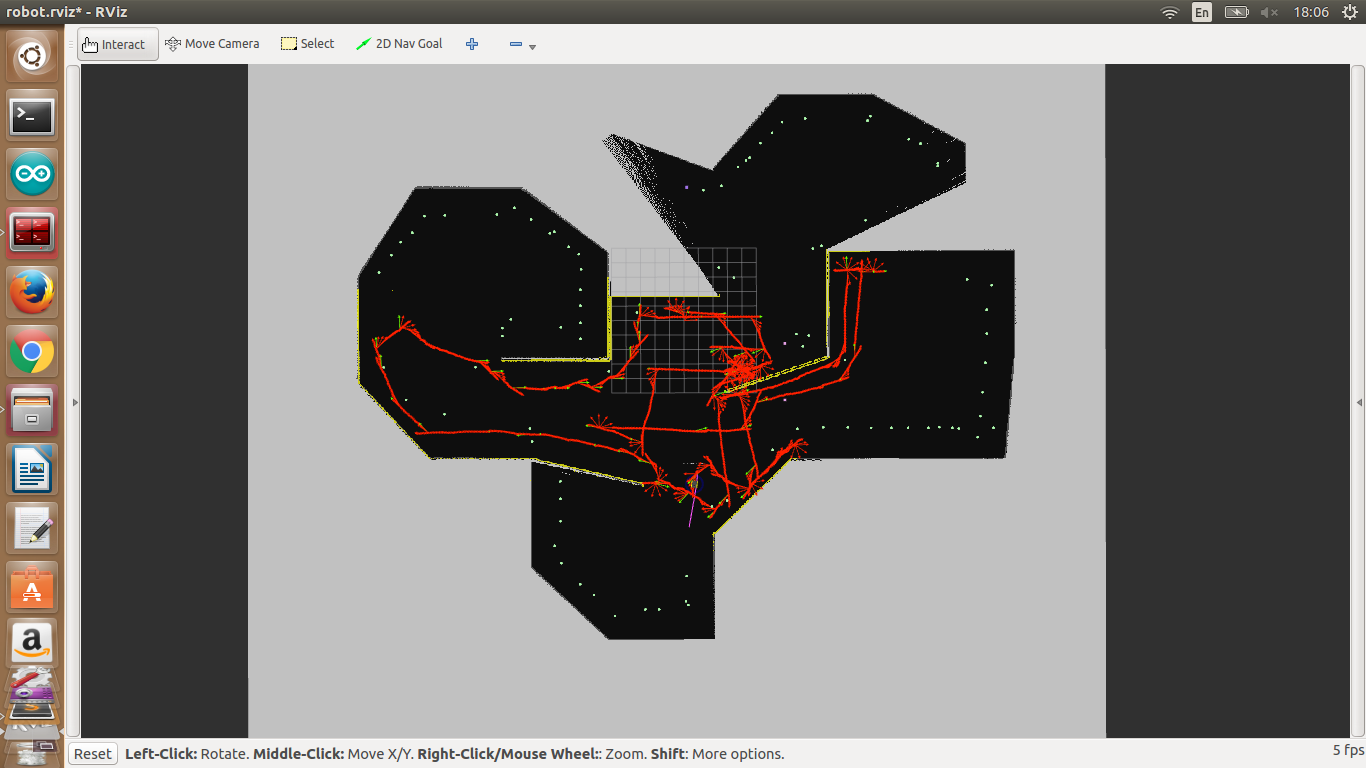 robot.rviz* - RViz
En
18:06
Interact
Move Camera
Select
2D Nav Goal
Reset
Left-Click: Rotate. Middle-Click: Move X/Y. Right-Click/Mouse Wheel:: Zoom. Shift: More options.
5 fps